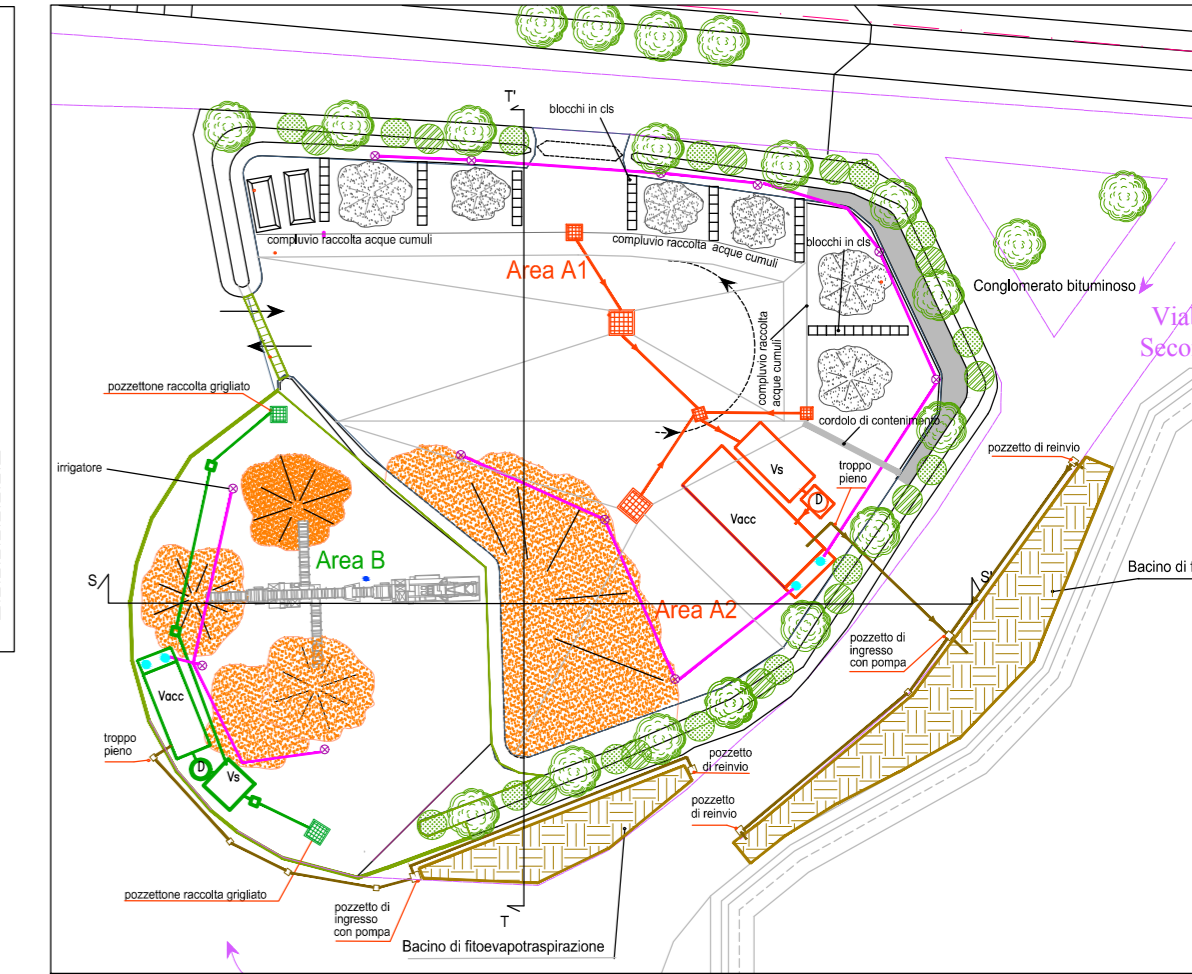 T'
blocchi in cls
compluvio raccolta acque cumuli
compluvio raccolta acque cumuli
blocchi in cls
Area A1
Conglomerato bituminoso
compluvio raccolta
acque cumuli
pozzettone raccolta grigliato
cordolo di contenimento
pozzetto di reinvio
irrigatore
Vs
troppo
pieno
D
Vacc
Area B
Bacino di
S
S'
Area A2
pozzetto di
ingresso
con pompa
Vacc
troppo
pieno
D
Vs
pozzetto
di reinvio
pozzetto
di reinvio
pozzettone raccolta grigliato
pozzetto di
ingresso
con pompa
T
Bacino di fitoevapotraspirazione